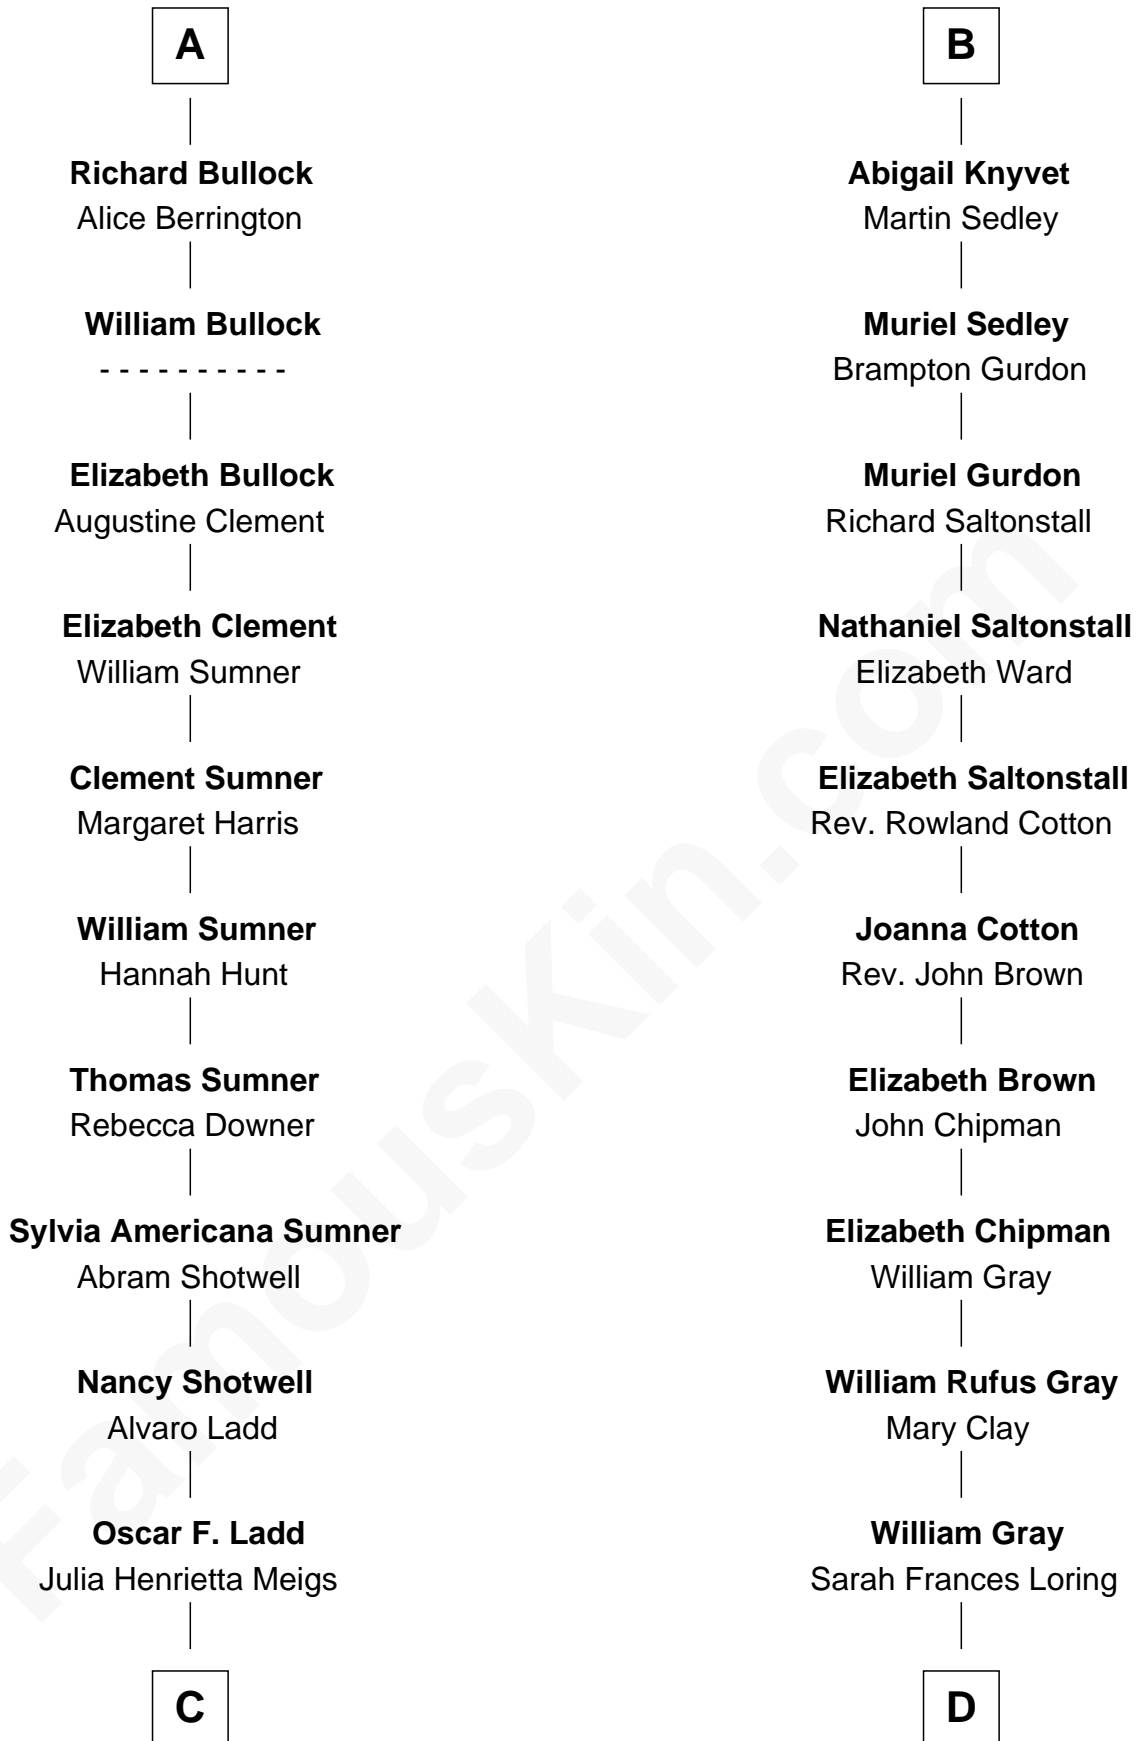 A
Richard Bullock
Alice Berrington
William Bullock
- - - - - - - - - -
Elizabeth Bullock
Augustine Clement
Elizabeth Clement
William Sumner
Clement Sumner
Margaret Harris
William Sumner
Hannah Hunt
Thomas Sumner
Rebecca Downer
Sylvia Americana Sumner
Abram Shotwell
Nancy Shotwell
Alvaro Ladd
Oscar F. Ladd
Julia Henrietta Meigs
C
B
Abigail Knyvet
Martin Sedley
Muriel Sedley
Brampton Gurdon
Muriel Gurdon
Richard Saltonstall
Nathaniel Saltonstall
Elizabeth Ward
Elizabeth Saltonstall
Rev. Rowland Cotton
Joanna Cotton
Rev. John Brown
Elizabeth Brown
John Chipman
Elizabeth Chipman
William Gray
William Rufus Gray
Mary Clay
William Gray
Sarah Frances Loring
D
FamousKin.com